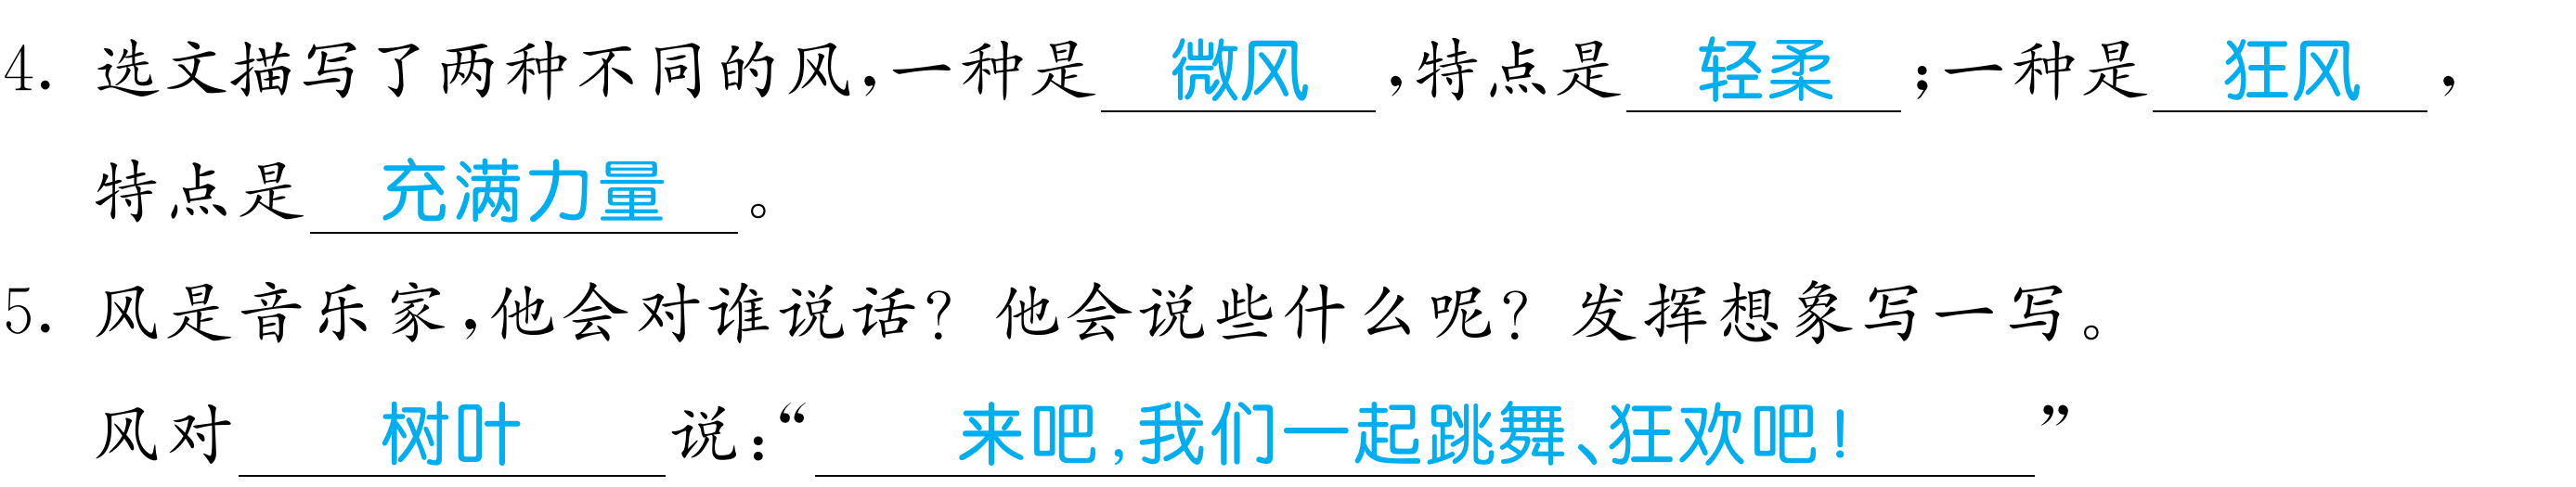 4. 选文描写了两种不同的风,一种是 微风 ,特点是 轻柔 ;一种是 狂风 ,
特点是 充满力量 。
5. 风是音乐家,他会对谁说话? 他会说些什么呢? 发挥想象写一写。
风对 树叶 说:“ 来吧,我们一起跳舞、狂欢吧! ”